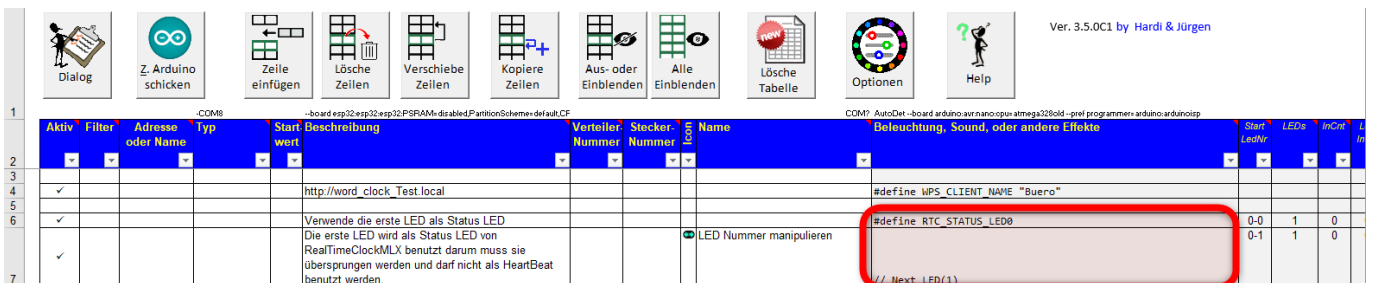 Dialog
Z. Arduino
schicken
Zeile
einfügen
Lösche
Zeilen
Verschiebe
Zeilen
Kopiere
Zeilen
Aus- oder
Einblenden
Alle
Einblenden
new
Lösche
Tabelle
Optionen
?
Help
Ver. 3.5.0C1 by Hardi & Jürgen
1
-COM8
--board esp32:esp32:esp32:PSRAM=disabled,PartitionScheme=default,CF
COM? AutoDet --board arduino:avr:nano:cpu=atmega328old --pref programmer=arduino:arduinoisp
Aktiv Filter Adresse Typ Start- Beschreibung Verteiler- Stecker- Icon Name Beleuchtung, Sound, oder andere Effekte Start LEDs InCnt
oder Name wert Nummer Nummer LedNr
2
3
4 ✓ http://word_clock_Test.local #define WPS_CLIENT_NAME "Buero"
5
6 ✓ Verwende die erste LED als Status LED #define RTC_STATUS_LED0 0-0 1 0
Die erste LED wird als Status LED von LED Nummer manipulieren 0-1 1 0
RealTimeClockMLX benutzt darum muss sie
✓ übersprungen werden und darf nicht als HeartBeat
7 benutzt werden. // Next LED(1)